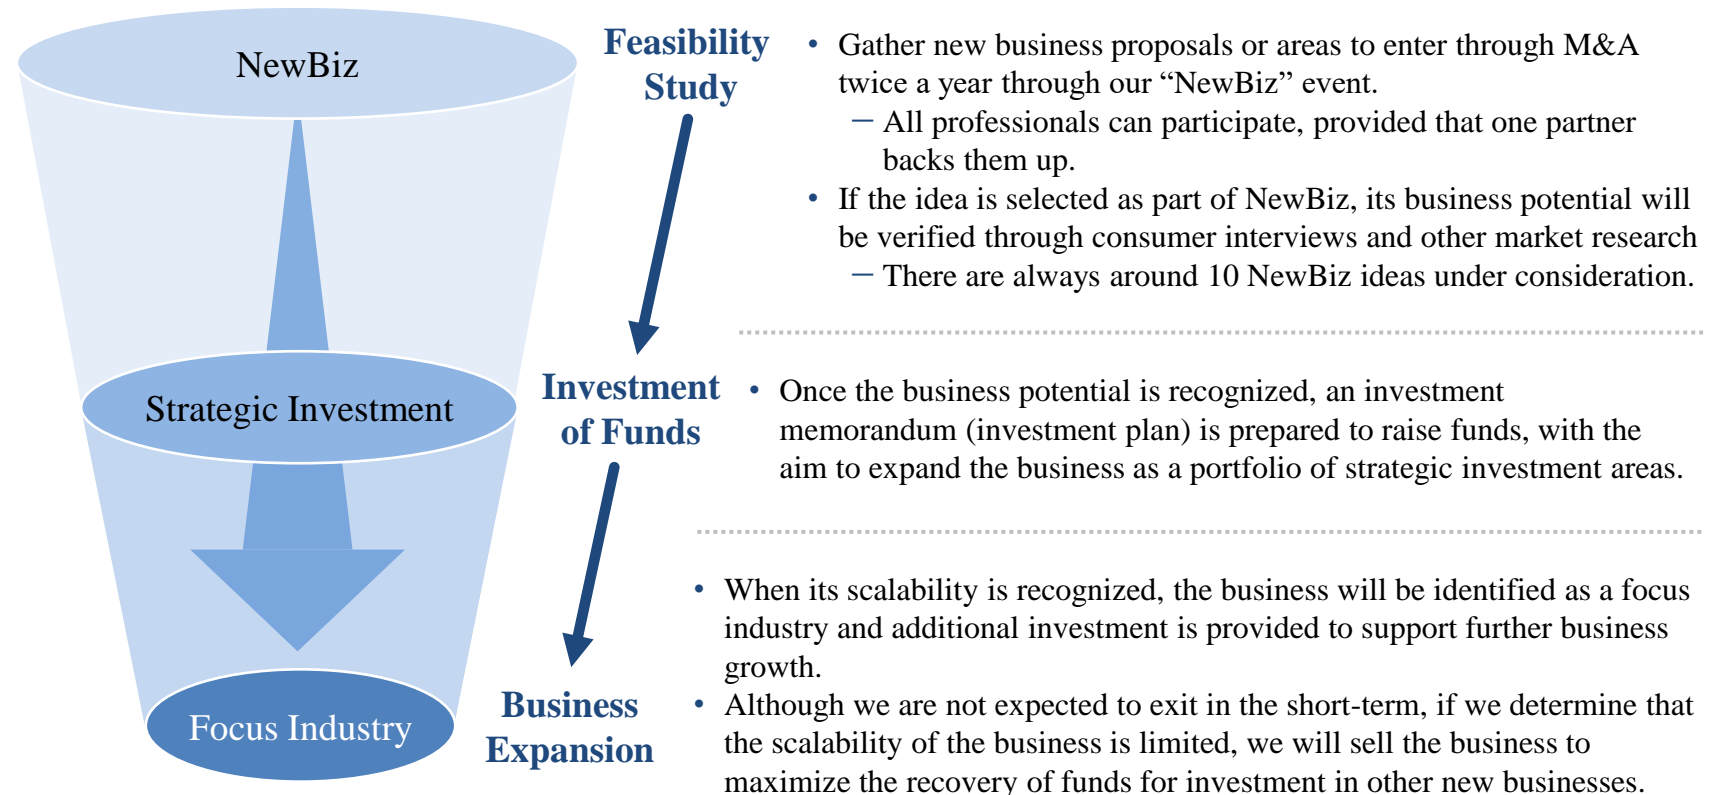 NewBiz
Feasibility
Study
• Gather new business proposals or areas to enter through M&A
twice a year through our “NewBiz” event.
– All professionals can participate, provided that one partner
backs them up.
• If the idea is selected as part of NewBiz, its business potential will
be verified through consumer interviews and other market research
– There are always around 10 NewBiz ideas under consideration.
Strategic Investment
Investment
of Funds
• Once the business potential is recognized, an investment
memorandum (investment plan) is prepared to raise funds, with the
aim to expand the business as a portfolio of strategic investment areas.
Focus Industry
Business
Expansion
• When its scalability is recognized, the business will be identified as a focus
industry and additional investment is provided to support further business
growth.
• Although we are not expected to exit in the short-term, if we determine that
the scalability of the business is limited, we will sell the business to
maximize the recovery of funds for investment in other new businesses.